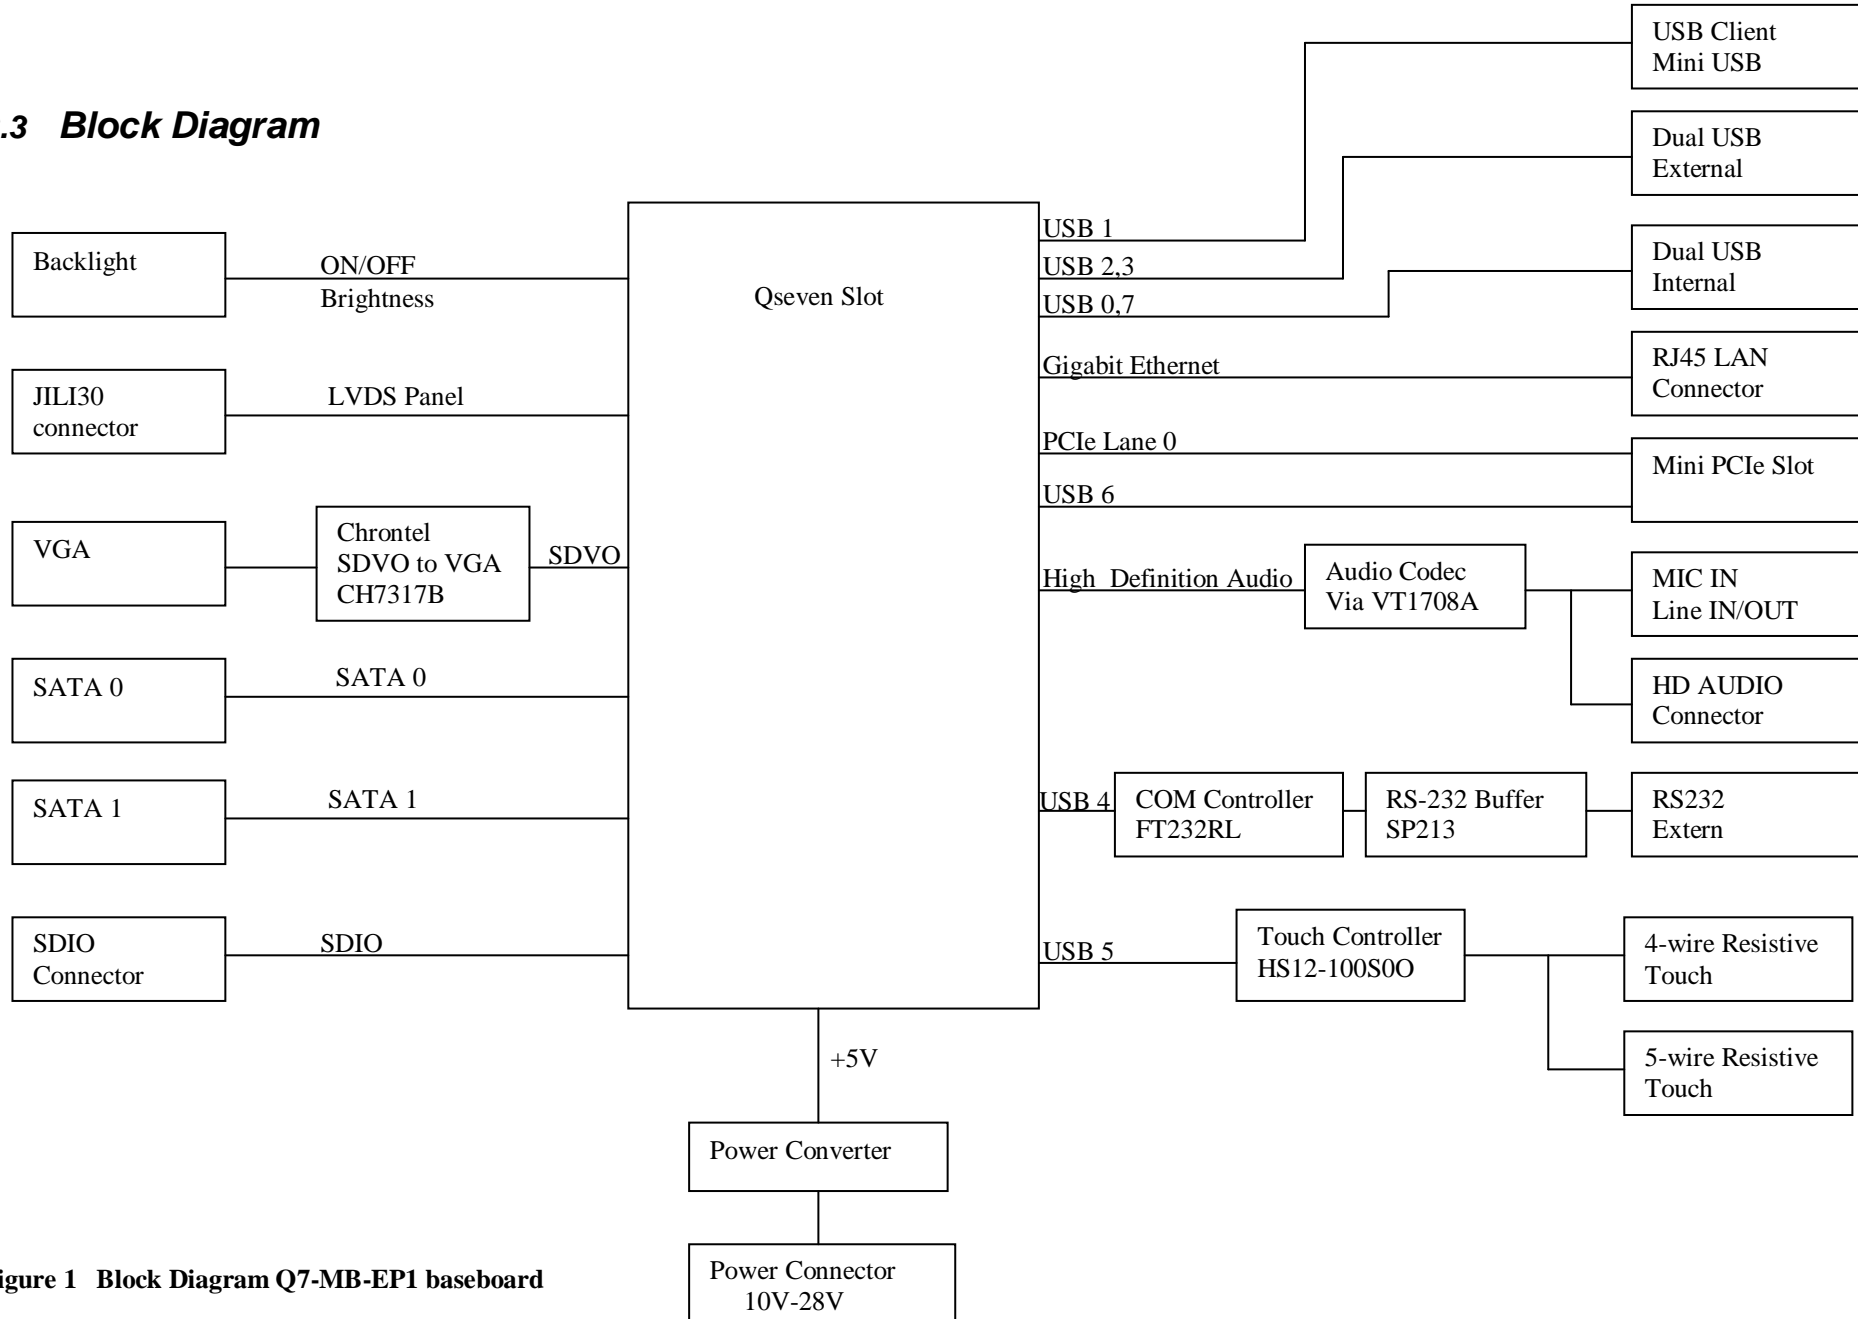 .3 Block Diagram
USB Client
Mini USB
Dual USB
External
Dual USB
Internal
RJ45 LAN
Connector
Mini PCIe Slot
MIC IN
Line IN/OUT
HD AUDIO
Connector
RS232
Extern
4-wire Resistive
Touch
5-wire Resistive
Touch
Backlight
ON/OFF
Brightness
JILI30
connector
LVDS Panel
VGA
Chrontel
SDVO to VGA
CH7317B
SDVO
SATA 0
SATA 0
SATA 1
SATA 1
SDIO
Connector
SDIO
Qseven Slot
USB 1
USB 2,3
USB 0,7
Gigabit Ethernet
PCIe Lane 0
USB 6
High Definition Audio
Audio Codec
Via VT1708A
USB 4
COM Controller
FT232RL
RS-232 Buffer
SP213
USB 5
Touch Controller
HS12-100S0O
+5V
Power Converter
Power Connector
10V-28V
igure 1 Block Diagram Q7-MB-EP1 baseboard